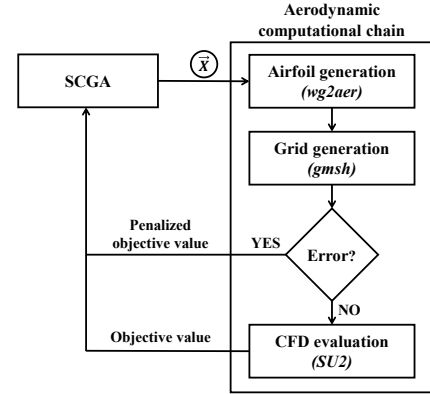 Aerodynamic
computational chain
SCGA
X
Airfoil generation
(wg2aer)
Grid generation
(gmsh)
Penalized
objective value
YES
Error?
NO
Objective value
CFD evaluation
(SU2)